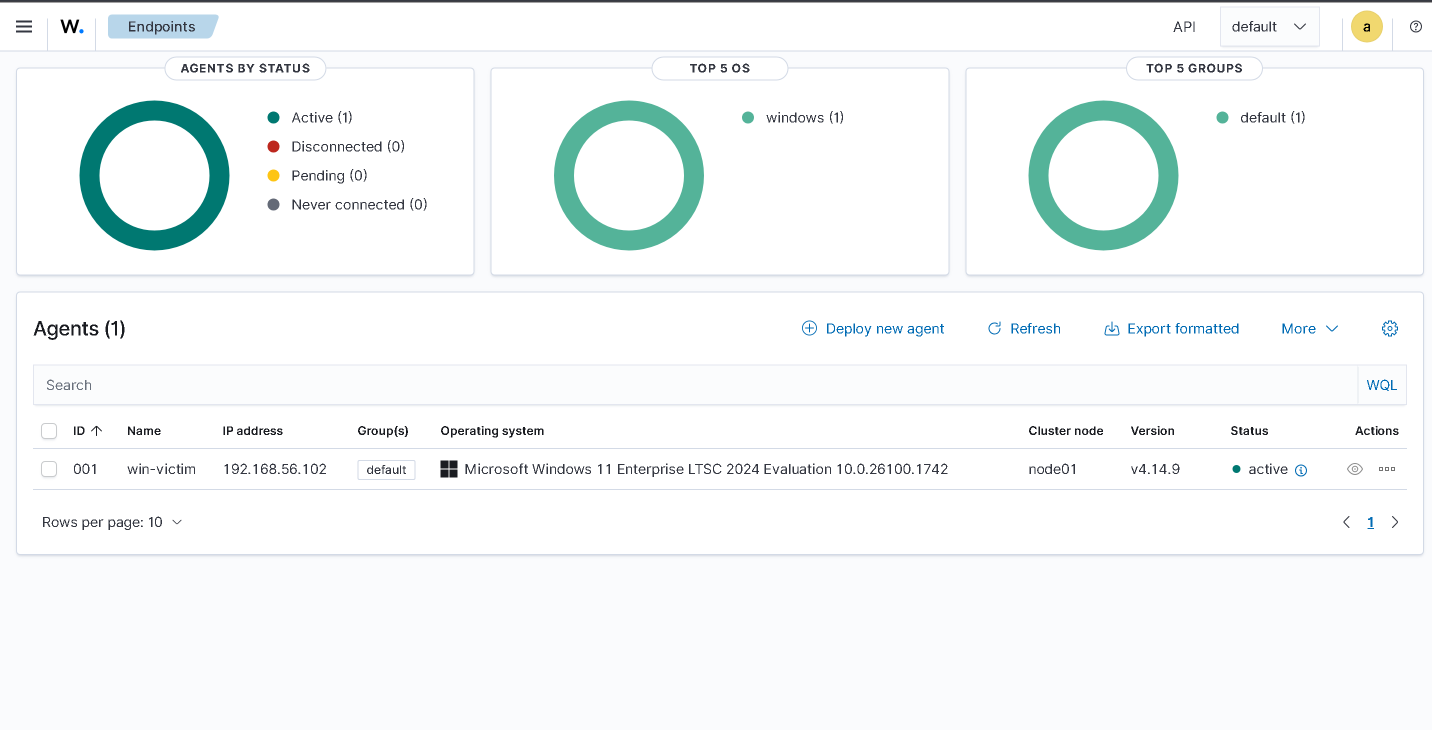 W. Endpoints API default a
AGENTS BY STATUS
Active (1)
Disconnected (0)
Pending (0)
Never connected (0)
TOP 5 OS
windows (1)
TOP 5 GROUPS
default (1)
Agents (1) Deploy new agent Refresh Export formatted More
Search WQL
ID Name IP address Group(s) Operating system Cluster node Version Status Actions
001 win-victim 192.168.56.102 default Microsoft Windows 11 Enterprise LTSC 2024 Evaluation 10.0.26100.1742 node01 v4.14.9 active
Rows per page: 10 1